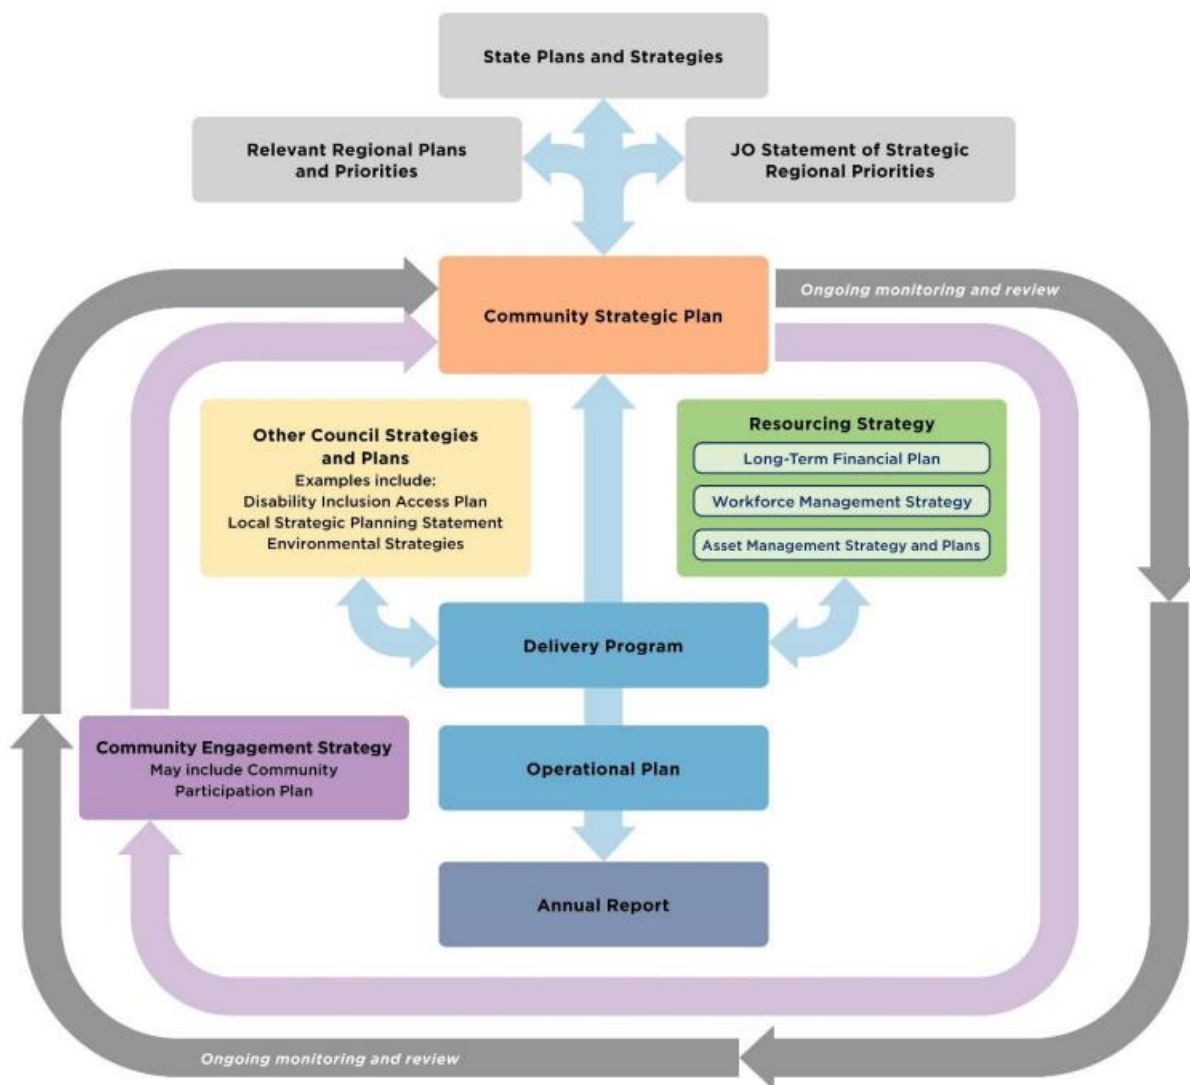 State Plans and Strategies
Relevant Regional Plans
and Priorities
JO Statement of Strategic
Regional Priorities
Community Strategic Plan
Ongoing monitoring and review
Other Council Strategies
and Plans
Examples include:
Disability Inclusion Access Plan
Local Strategic Planning Statement
Environmental Strategies
Resourcing Strategy
Long-Term Financial Plan
Workforce Management Strategy
Asset Management Strategy and Plans
Delivery Program
Community Engagement Strategy
May include Community
Participation Plan
Operational Plan
Annual Report
Ongoing monitoring and review